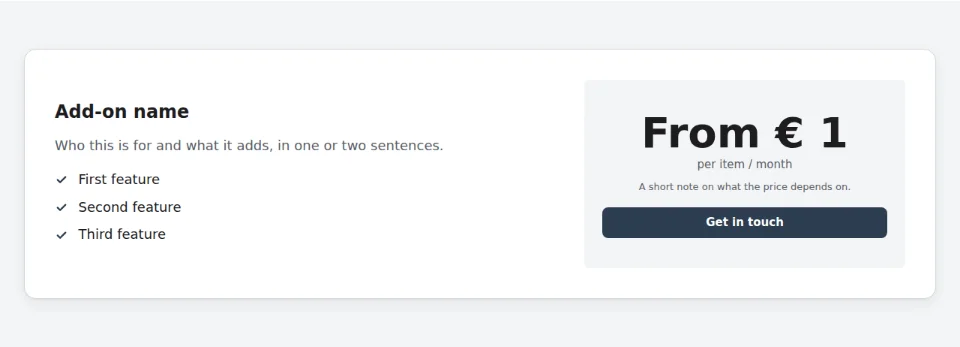 Add-on name
Who this is for and what it adds, in one or two sentences.
First feature
Second feature
Third feature
From € 1
per item / month
A short note on what the price depends on.
Get in touch